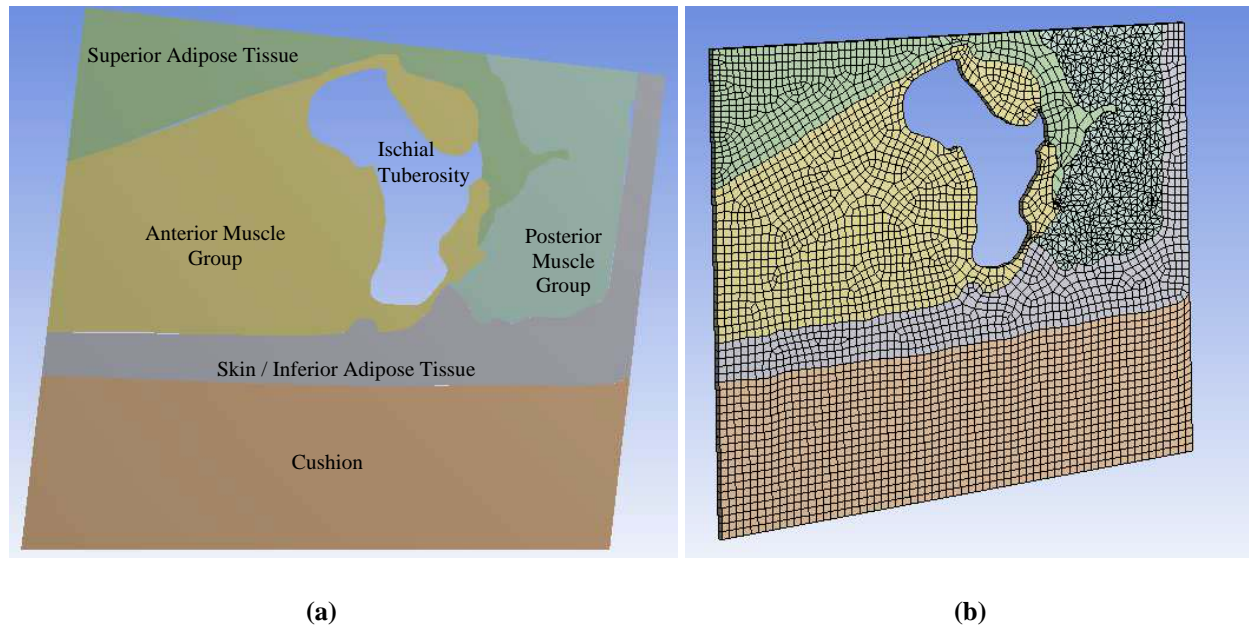 Superior Adipose Tissue
Ischial
Tuberosity
Anterior Muscle
Group
Posterior
Muscle
Group
Skin / Inferior Adipose Tissue
Cushion
(a)
(b)